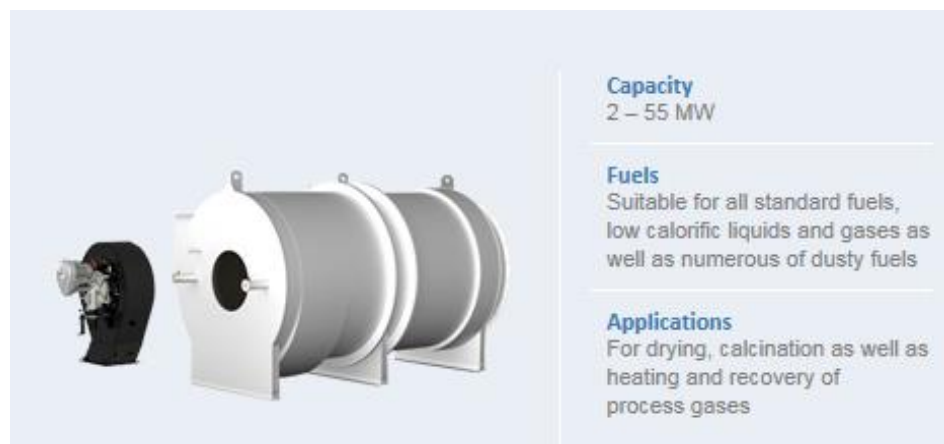 Capacity
2 – 55 MW
Fuels
Suitable for all standard fuels,
low calorific liquids and gases as
well as numerous of dusty fuels
Applications
For drying, calcination as well as
heating and recovery of
process gases